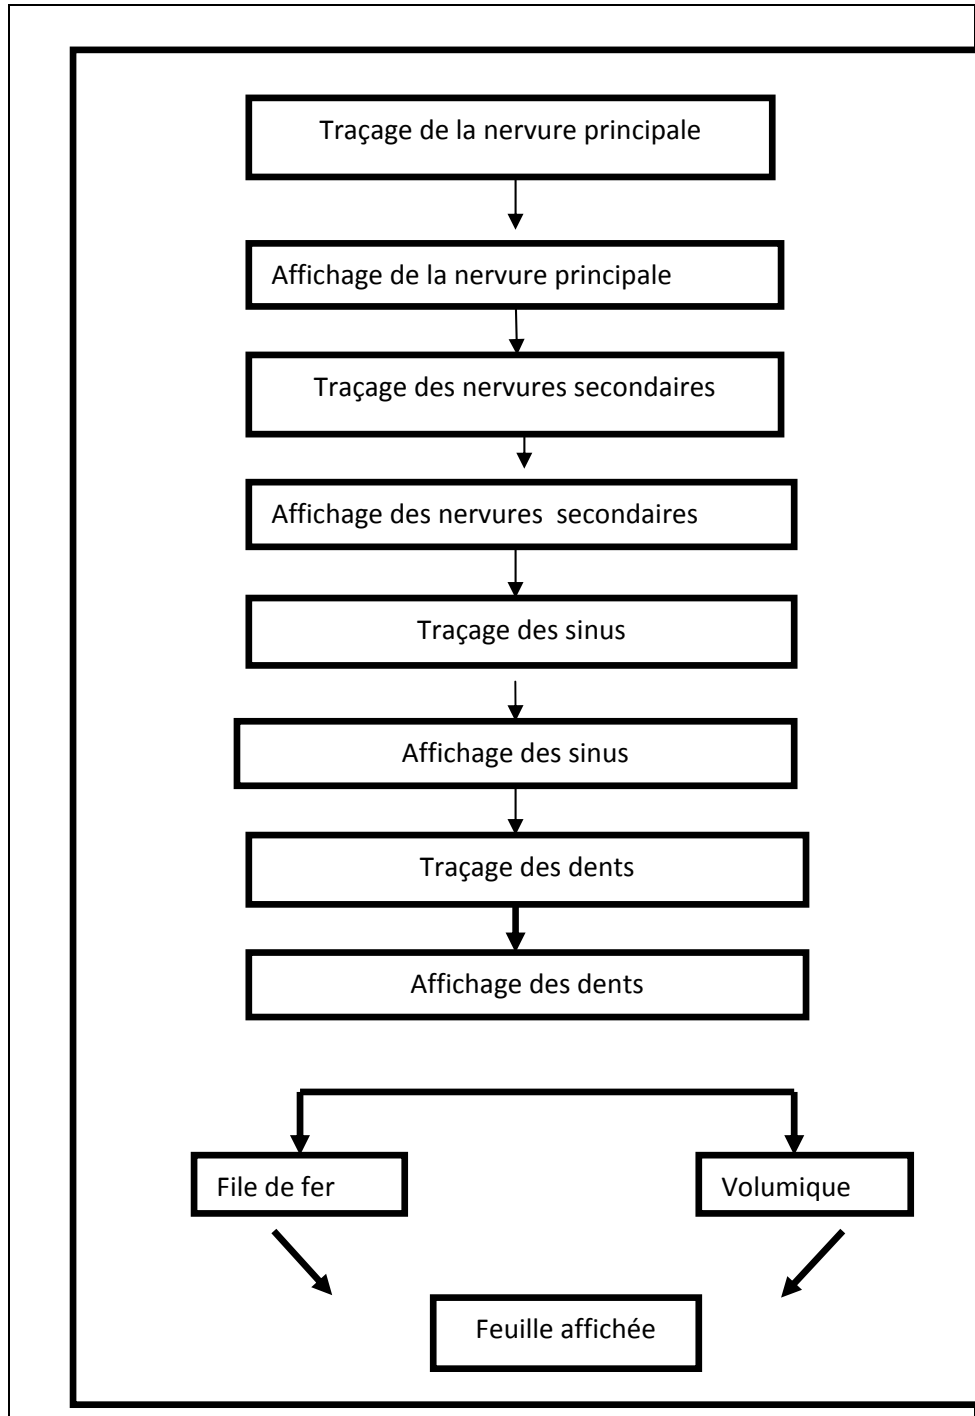 Traçage de la nervure principale
Affichage de la nervure principale
Traçage des nervures secondaires
Affichage des nervures  secondaires
Traçage des sinus
Affichage des sinus
Traçage des dents
Affichage des dents
File de fer
Volumique
Feuille affichée